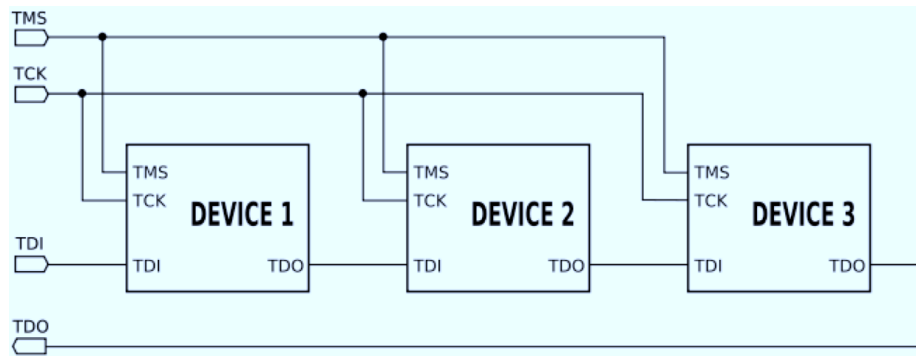 TMS
TCK
TMS
TCK
DEVICE 1
TDI
TDO
TMS
TCK
DEVICE 2
TDI
TDO
TMS
TCK
DEVICE 3
TDI
TDO
TDI
TDO